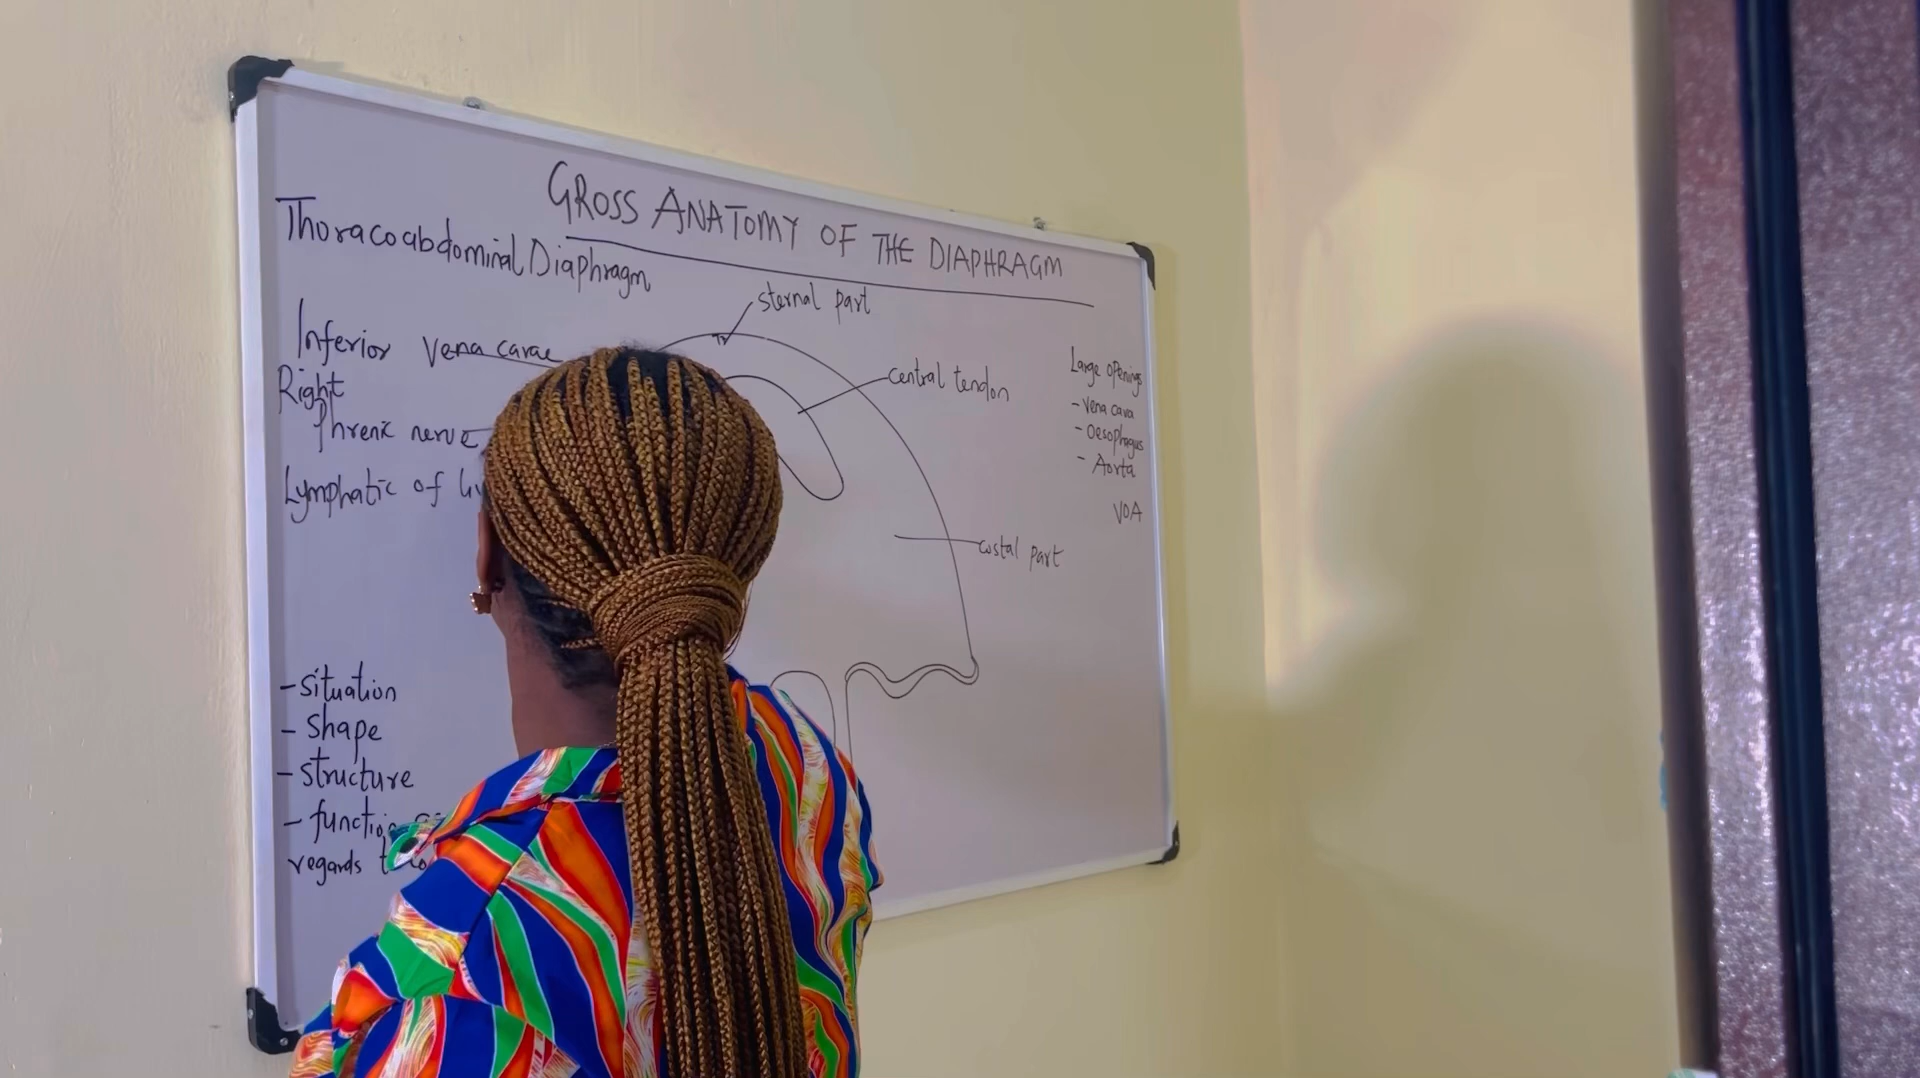 GROSS ANATOMY OF THE DIAPHRAGM
Thoracoabdominal Diaphragm
sternal part
Inferior Vena cavae
Right
Phrenic nerve
Lymphatic of
central tendon
costal part
Large openings
- Vena cava
- Oesophagus
- Aorta
VOA
- situation
- shape
- structure
- function
regards